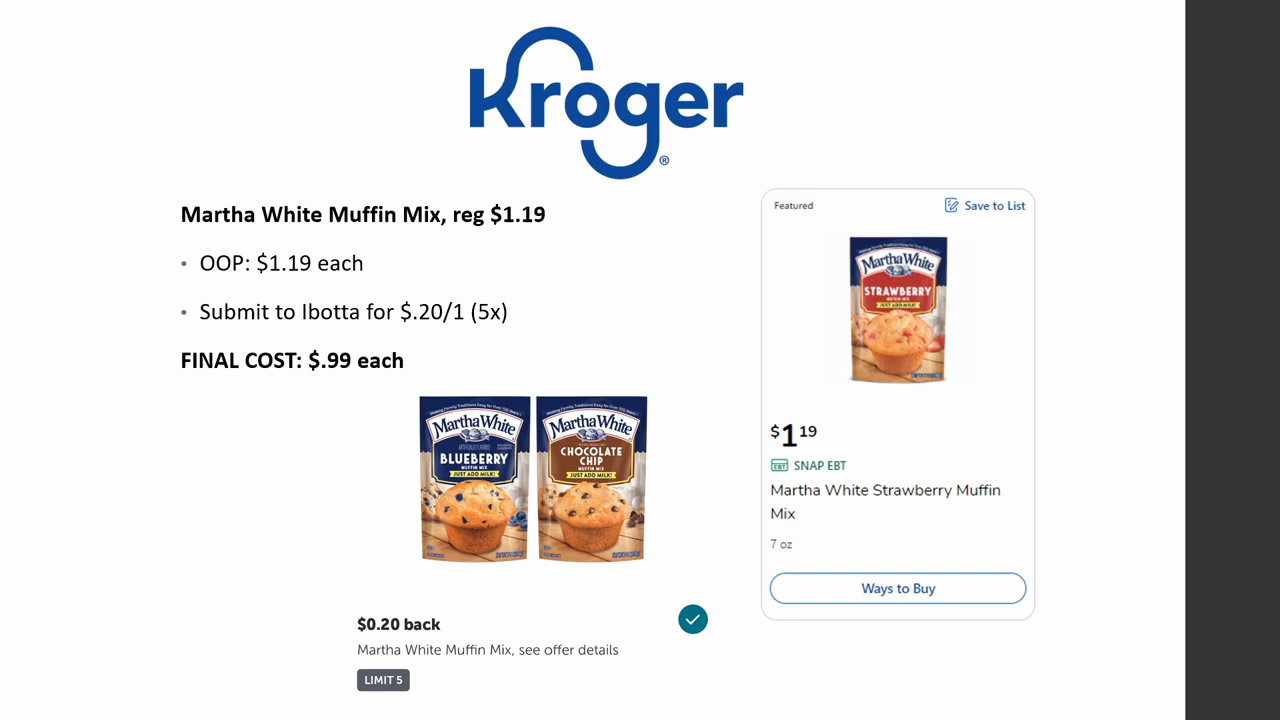 Kroger
®
Martha White Muffin Mix, reg $1.19
• OOP: $1.19 each
• Submit to Ibotta for $.20/1 (5x)
FINAL COST: $.99 each
Martha White
BLUEBERRY
MUFFIN MIX
JUST ADD MILK!
Martha White
CHOCOLATE
CHIP
MUFFIN MIX
JUST ADD MILK!
$0.20 back
Martha White Muffin Mix, see offer details
LIMIT 5
Featured
Save to List
Martha White
STRAWBERRY
MUFFIN MIX
JUST ADD MILK!
$1 19
EBT SNAP EBT
Martha White Strawberry Muffin
Mix
7 oz
Ways to Buy